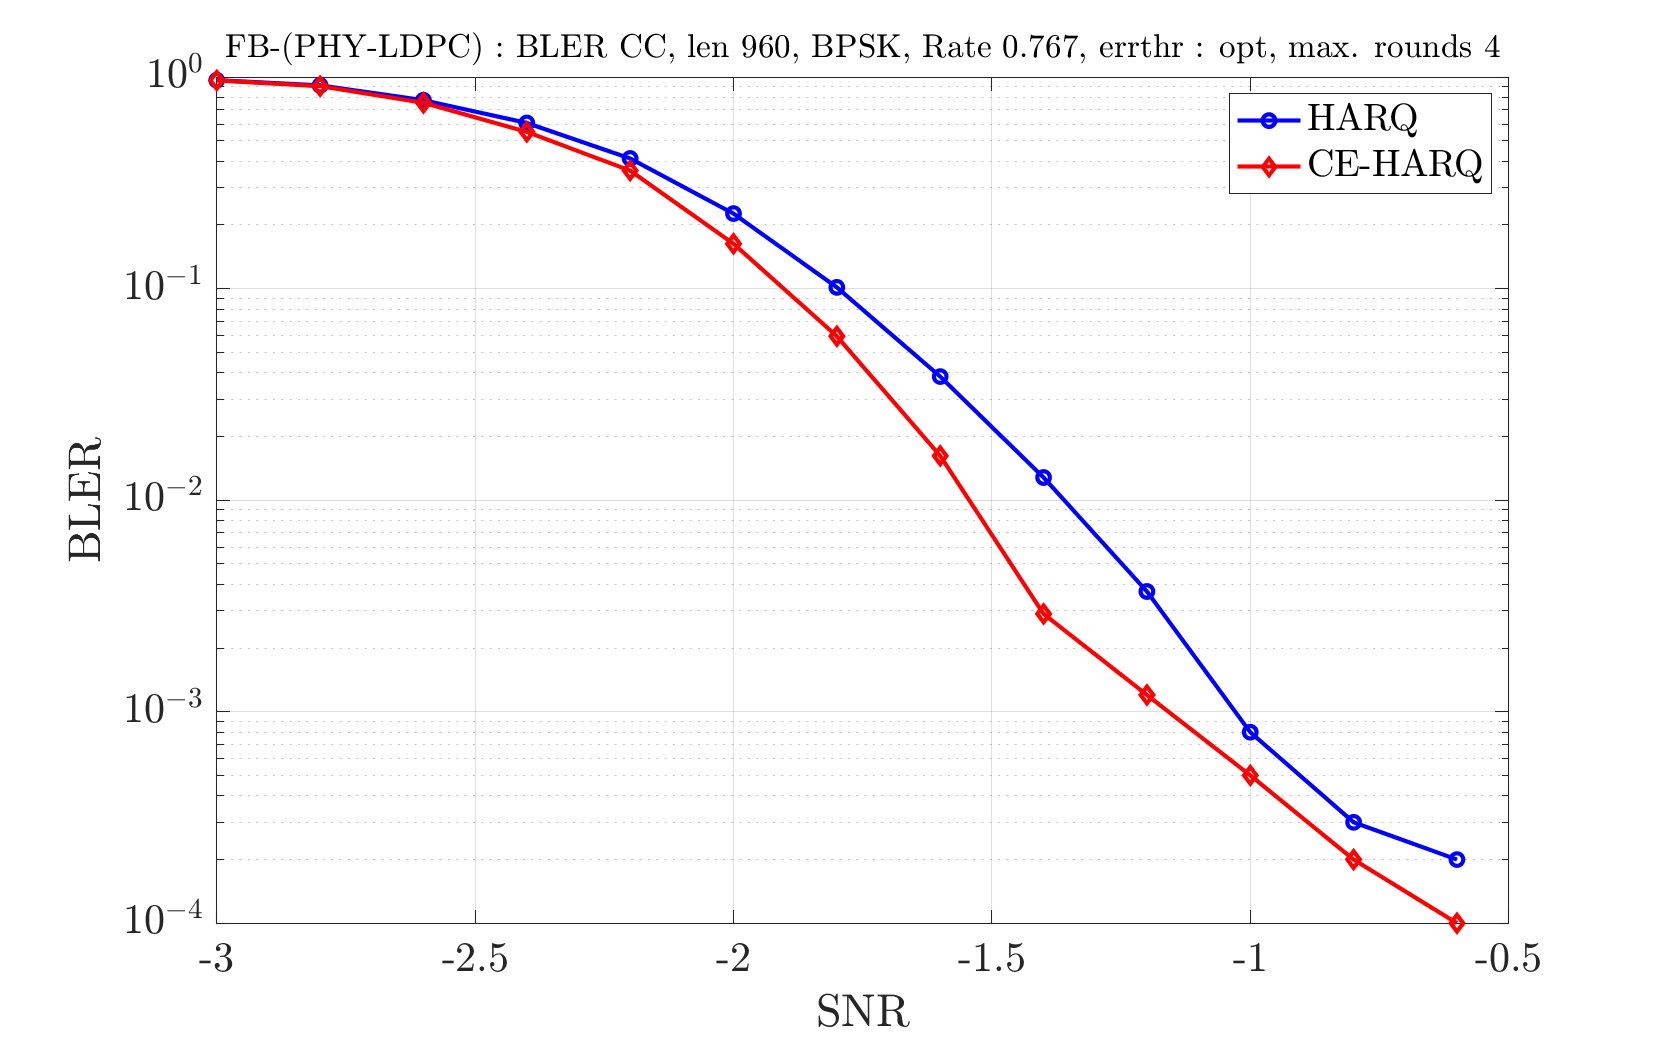 FB-(PHY-LDPC) : BLER CC, len 960, BPSK, Rate 0.767, errthr : opt, max. rounds 4
HARQ
CE-HARQ
BLER
10^0
10^-1
10^-2
10^-3
10^-4
-3 -2.5 -2 -1.5 -1 -0.5
SNR